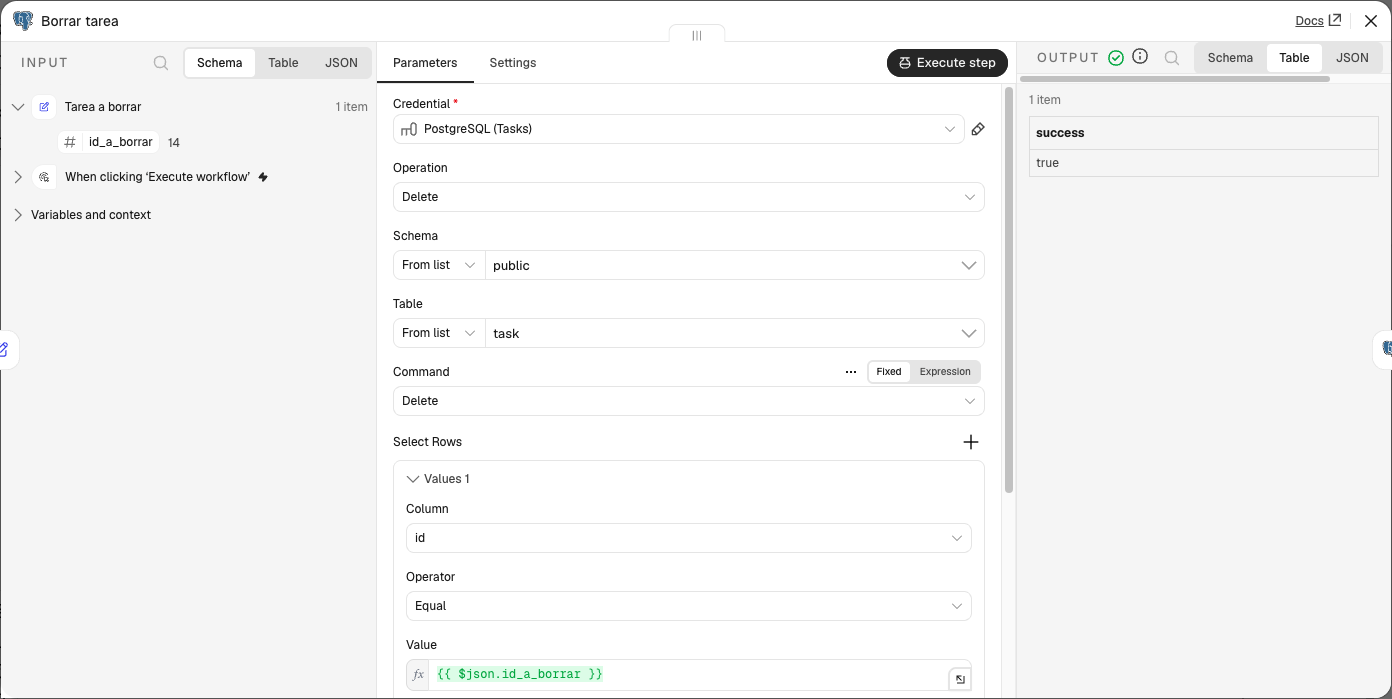 Borrar tarea
Docs
INPUT
Schema Table JSON
Tarea a borrar 1 item
# id_a_borrar 14
When clicking ‘Execute workflow’
Variables and context
Parameters Settings
Execute step
Credential *
PostgreSQL (Tasks)
Operation
Delete
Schema
From list public
Table
From list task
Command
Fixed Expression
Delete
Select Rows
Values 1
Column
id
Operator
Equal
Value
fx {{ $json.id_a_borrar }}
OUTPUT
Schema Table JSON
1 item
success
true